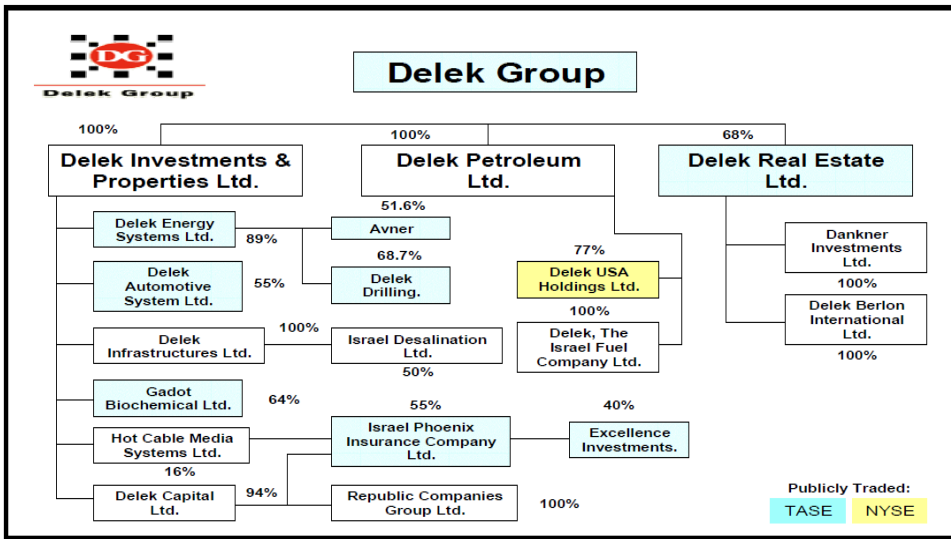 DG
Delek Group
Delek Group
100%
100%
68%
Delek Investments &
Properties Ltd.
Delek Petroleum
Ltd.
Delek Real Estate
Ltd.
Delek Energy
Systems Ltd.
89%
51.6%
Avner
68.7%
Delek
Drilling.
Delek
Automotive
System Ltd.
55%
77%
Delek USA
Holdings Ltd.
100%
Delek, The
Israel Fuel
Company Ltd.
Dankner
Investments
Ltd.
100%
Delek Berlon
International
Ltd.
100%
Delek
Infrastructures Ltd.
100%
Israel Desalination
Ltd.
50%
Gadot
Biochemical Ltd.
64%
Hot Cable Media
Systems Ltd.
16%
55%
Israel Phoenix
Insurance Company
Ltd.
40%
Excellence
Investments.
Delek Capital
Ltd.
94%
Republic Companies
Group Ltd.
100%
Publicly Traded:
TASE
NYSE